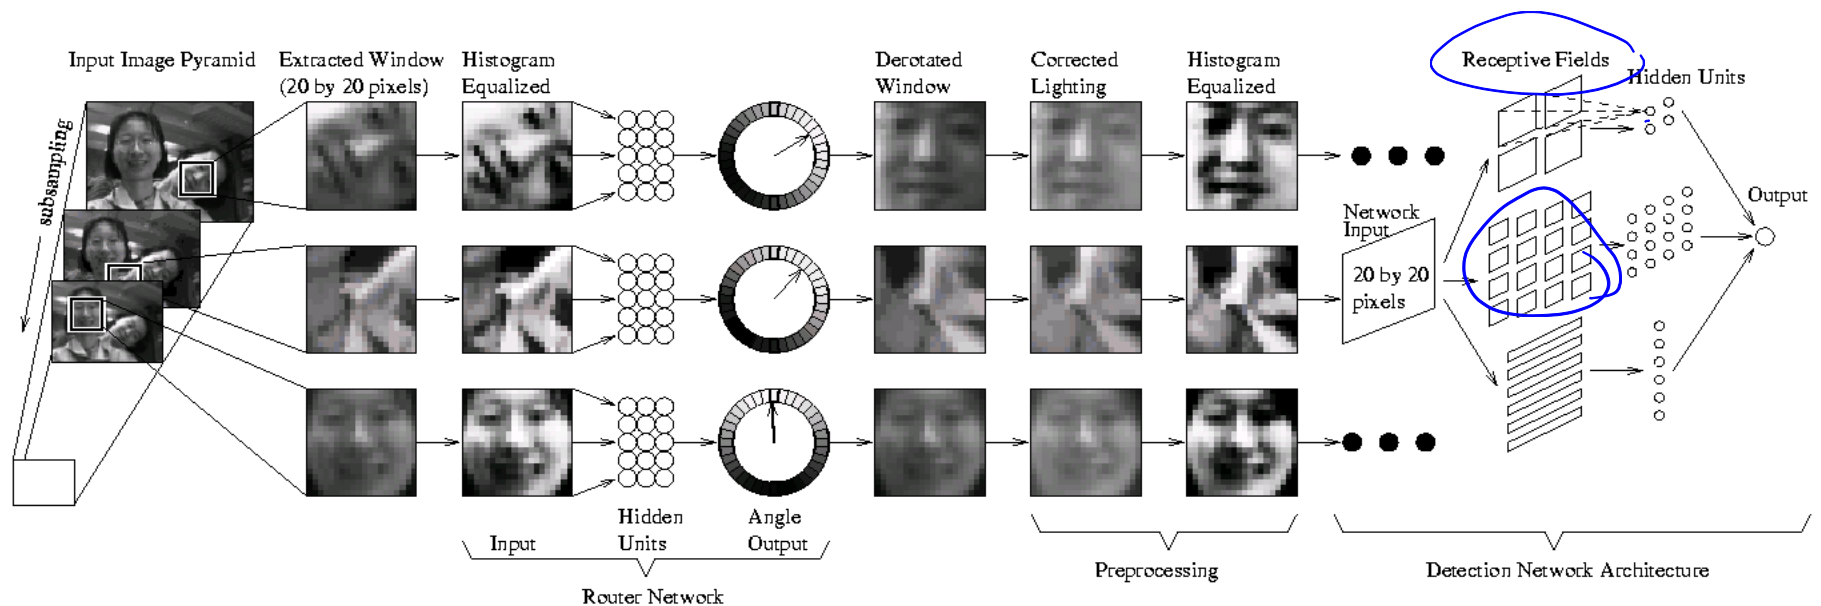 Input Image Pyramid
subsampling
Extracted Window
(20 by 20 pixels)
Histogram
Equalized
Derotated
Window
Corrected
Lighting
Histogram
Equalized
Receptive Fields
Hidden Units
Network
Input
20 by 20
pixels
Output
Input
Hidden
Units
Angle
Output
Router Network
Preprocessing
Detection Network Architecture